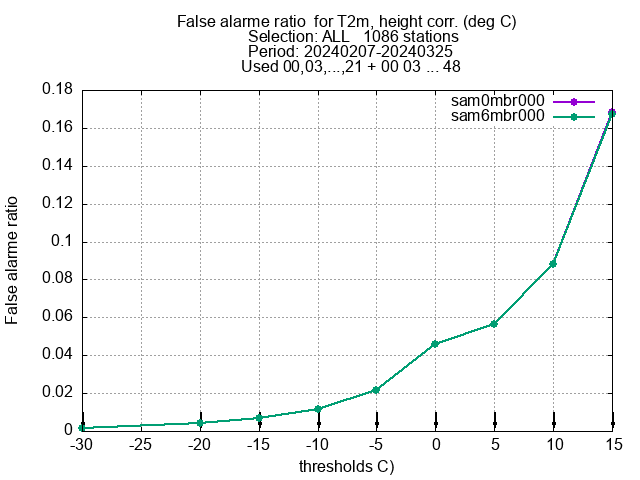 False alarme ratio  for T2m, height corr. (deg C)
Selection: ALL   1086 stations
Period: 20240207-20240325
Used 00,03,...,21 + 00 03 ... 48
sam0mbr000
sam6mbr000
0.18
0.16
0.14
0.12
0.1
0.08
0.06
0.04
0.02
0
False alarme ratio
-30 -25 -20 -15 -10 -5 0 5 10 15
thresholds C)